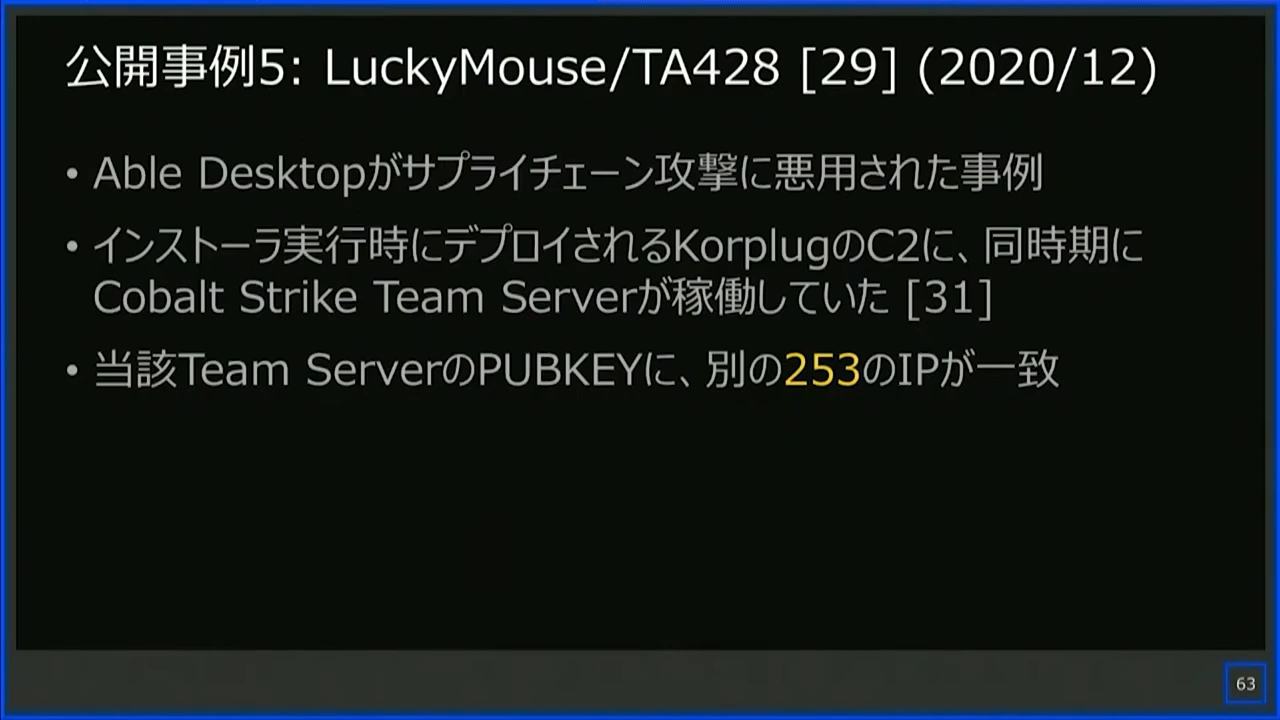 公開事例5: LuckyMouse/TA428 [29] (2020/12)
• Able Desktopがサプライチェーン攻撃に悪用された事例
• インストーラ実行時にデプロイされるKorplugのC2に、同時期に
Cobalt Strike Team Serverが稼働していた [31]
• 当該Team ServerのPUBKEYに、別の253のIPが一致
63